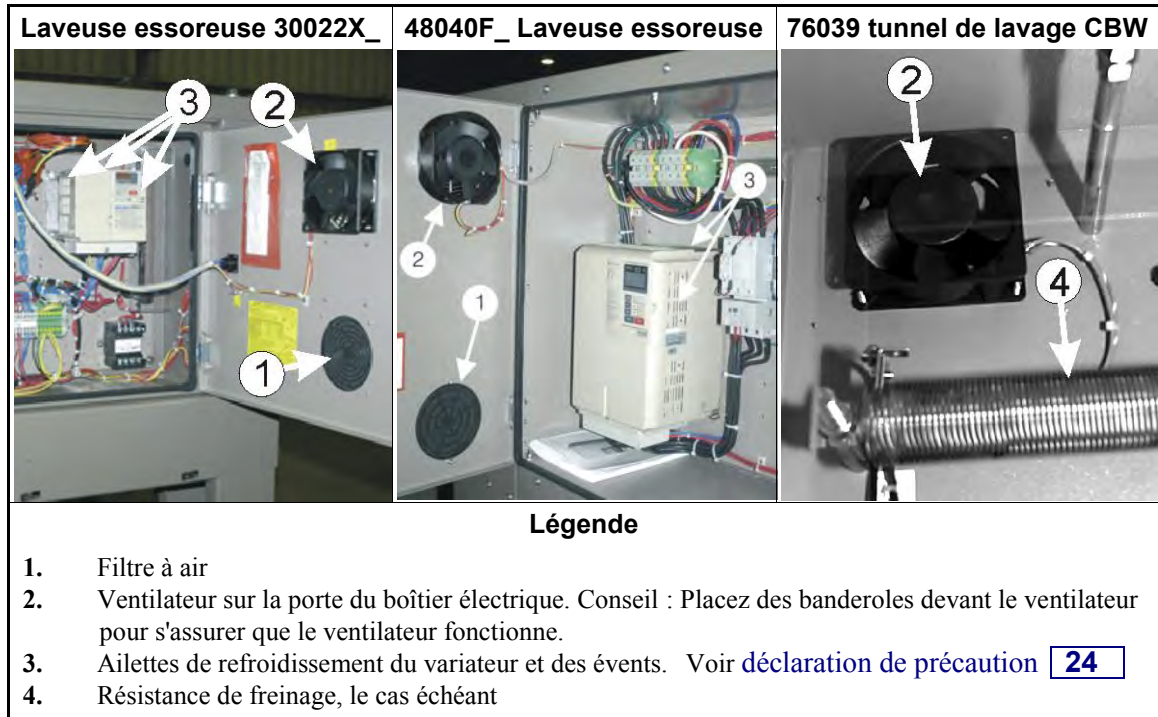 Laveuse essoreuse 30022X_
48040F_ Laveuse essoreuse
76039 tunnel de lavage CBW
3
2
1
3
2
1
2
4
Légende
1. Filtre à air
2. Ventilateur sur la porte du boîtier électrique. Conseil : Placez des banderoles devant le ventilateur
pour s'assurer que le ventilateur fonctionne.
3. Ailettes de refroidissement du variateur et des évents. Voir déclaration de précaution 24
4. Résistance de freinage, le cas échéant